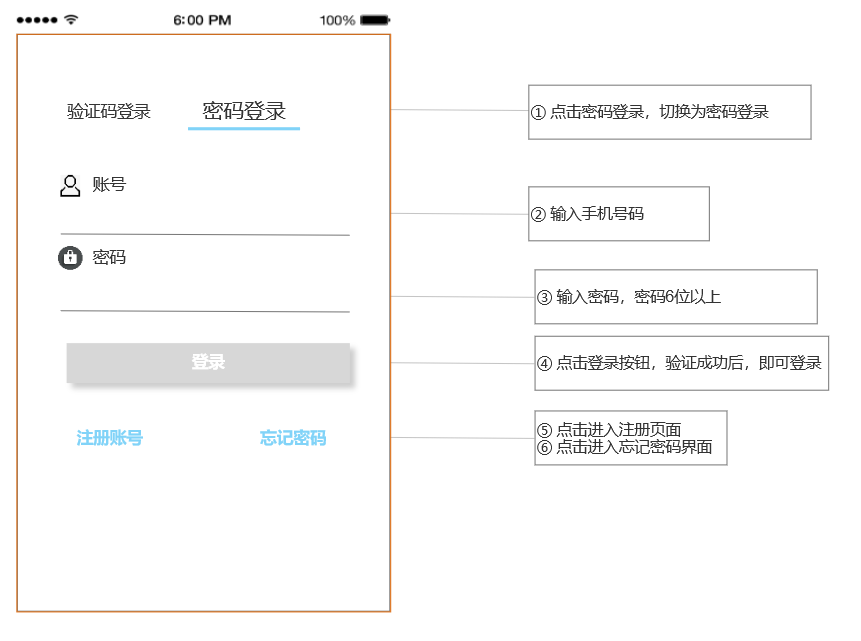 6:00 PM
100%
验证码登录
密码登录
① 点击密码登录，切换为密码登录
账号
② 输入手机号码
密码
③ 输入密码，密码6位以上
登录
④ 点击登录按钮，验证成功后，即可登录
注册账号
忘记密码
⑤ 点击进入注册页面
⑥ 点击进入忘记密码界面